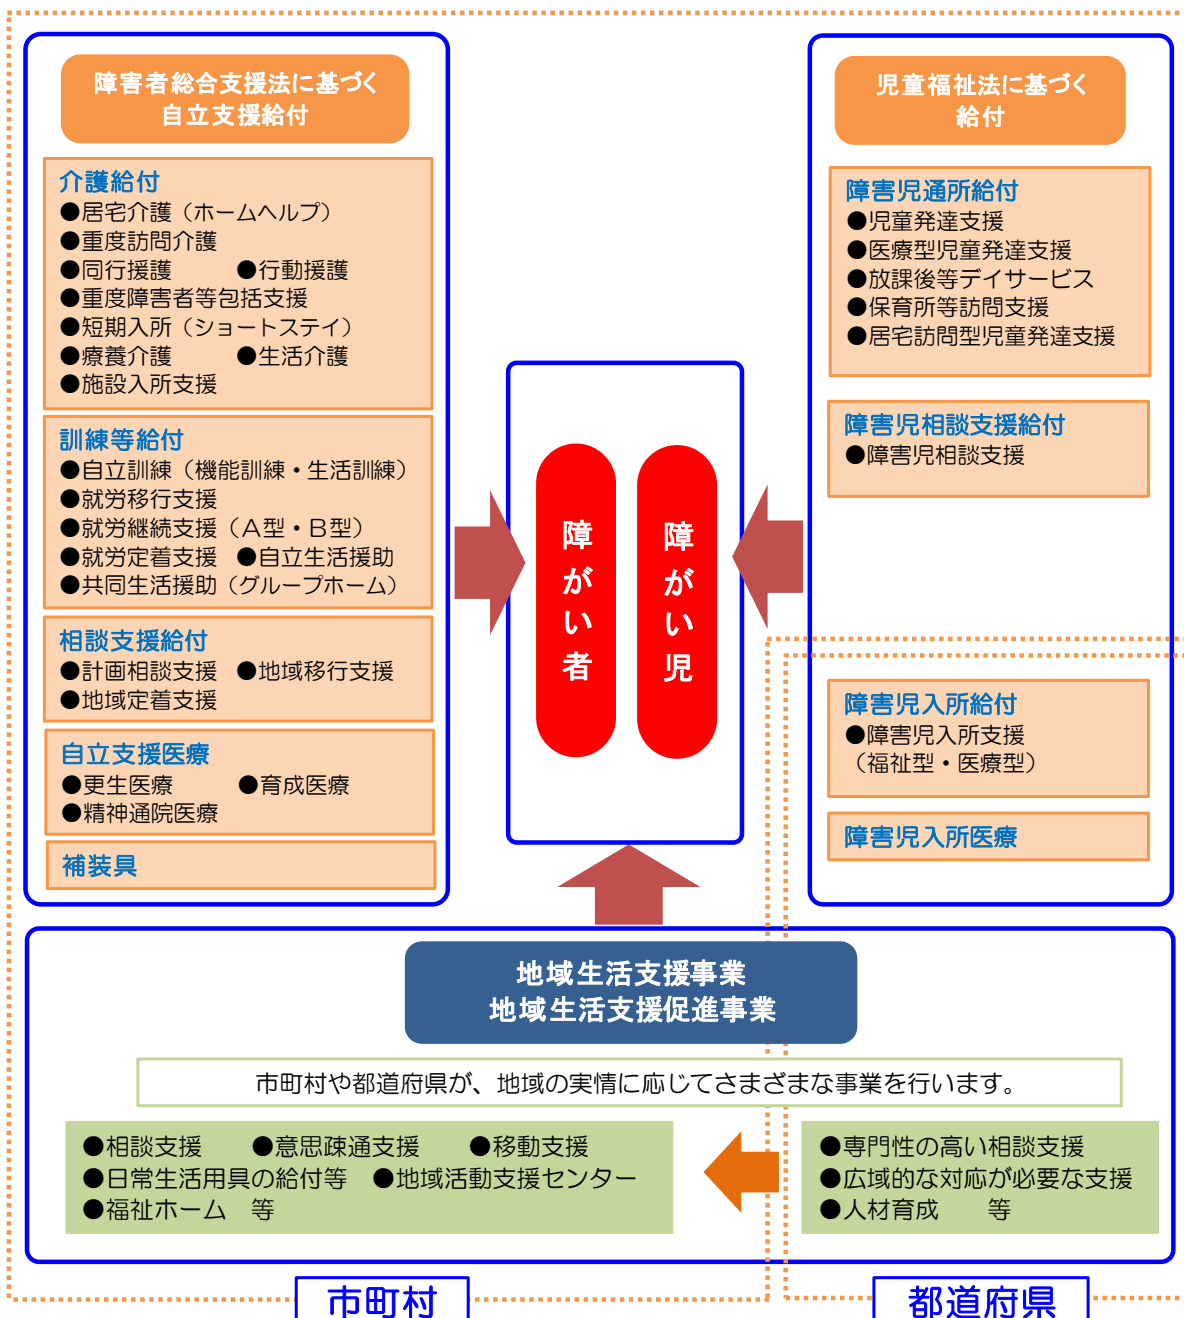 障害者総合支援法に基づく
自立支援給付
介護給付
●居宅介護（ホームヘルプ）
●重度訪問介護
●同行援護　●行動援護
●重度障害者等包括支援
●短期入所（ショートステイ）
●療養介護　●生活介護
●施設入所支援
訓練等給付
●自立訓練（機能訓練・生活訓練）
●就労移行支援
●就労継続支援（A型・B型）
●就労定着支援　●自立生活援助
●共同生活援助（グループホーム）
相談支援給付
●計画相談支援　●地域移行支援
●地域定着支援
自立支援医療
●更生医療　●育成医療
●精神通院医療
補装具
障がい者
障がい児
児童福祉法に基づく
給付
障害児通所給付
●児童発達支援
●医療型児童発達支援
●放課後等デイサービス
●保育所等訪問支援
●居宅訪問型児童発達支援
障害児相談支援給付
●障害児相談支援
障害児入所給付
●障害児入所支援
（福祉型・医療型）
障害児入所医療
地域生活支援事業
地域生活支援促進事業
市町村や都道府県が、地域の実情に応じてさまざまな事業を行います。
●相談支援　●意思疎通支援　●移動支援
●日常生活用具の給付等　●地域活動支援センター
●福祉ホーム　等
●専門性の高い相談支援
●広域的な対応が必要な支援
●人材育成　等
市町村
都道府県